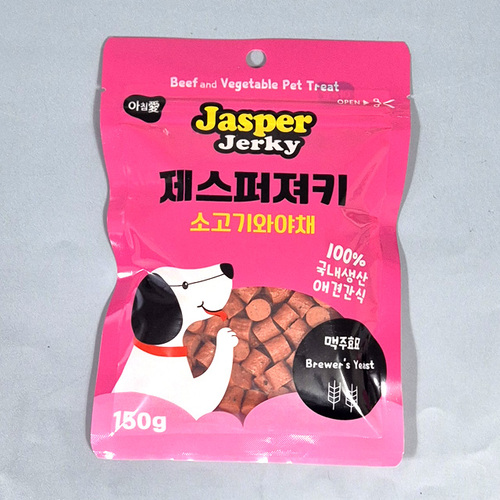 Beef and Vegetable Pet Treat
아침愛
OPEN
Jasper
Jerky
제스퍼져키
소고기와야채
100%
국내생산
애견간식
맥주효모
Brewer's Yeast
150g